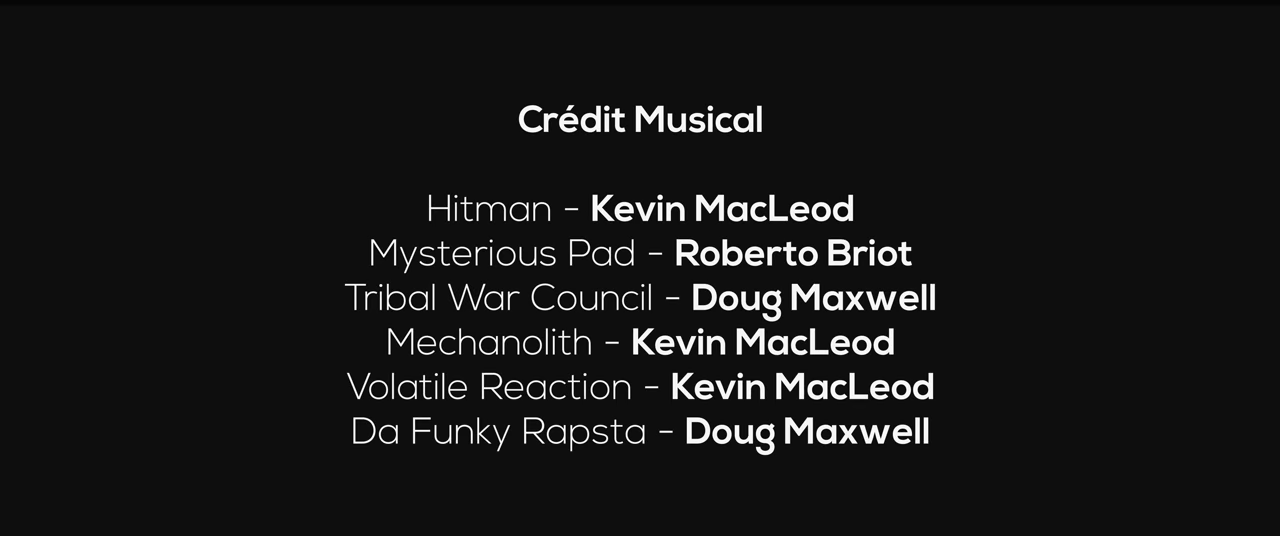 Crédit Musical
Hitman - Kevin MacLeod
Mysterious Pad - Roberto Briot
Tribal War Council - Doug Maxwell
Mechanolith - Kevin MacLeod
Volatile Reaction - Kevin MacLeod
Da Funky Rapsta - Doug Maxwell